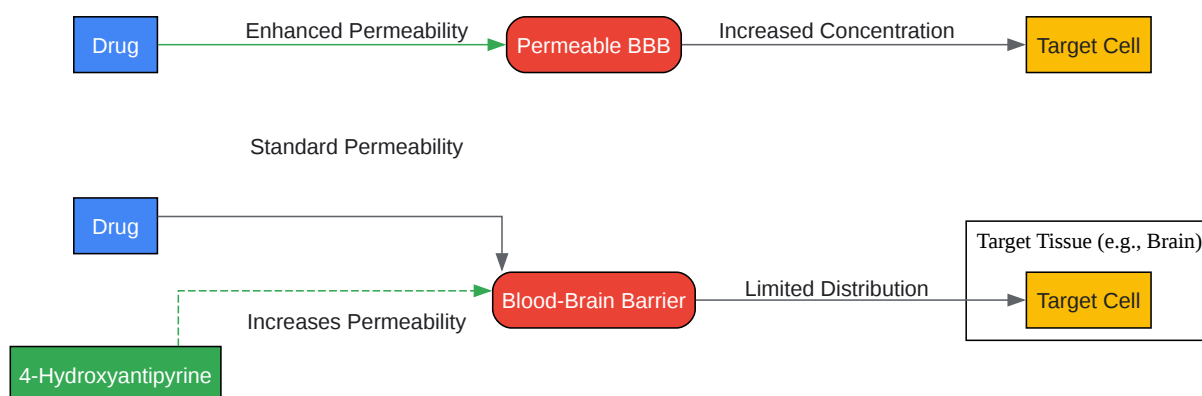 Drug
Enhanced Permeability
Permeable BBB
Increased Concentration
Target Cell
Standard Permeability
Drug
Target Tissue (e.g., Brain)
Blood-Brain Barrier
Limited Distribution
Target Cell
Increases Permeability
4-Hydroxyantipyrine